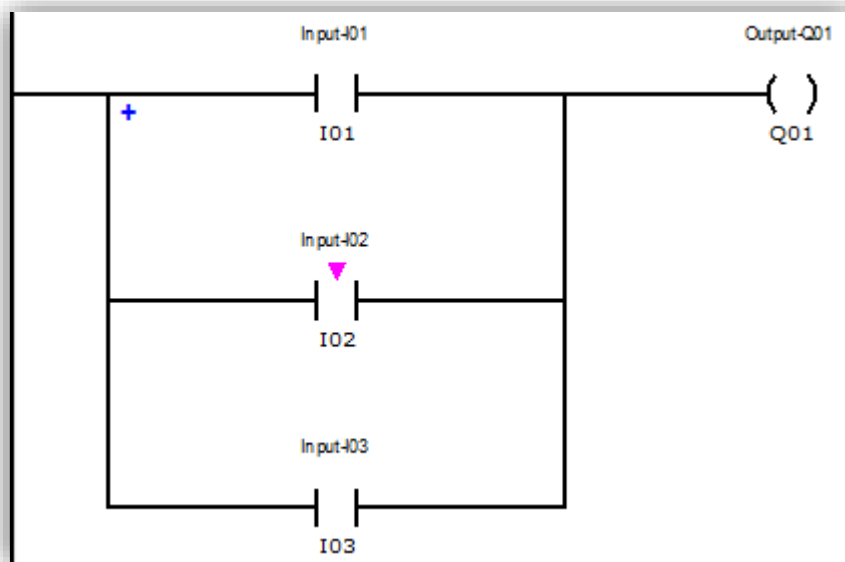 Input-I01
Output-Q01
I01
Q01
Input-I02
I02
Input-I03
I03